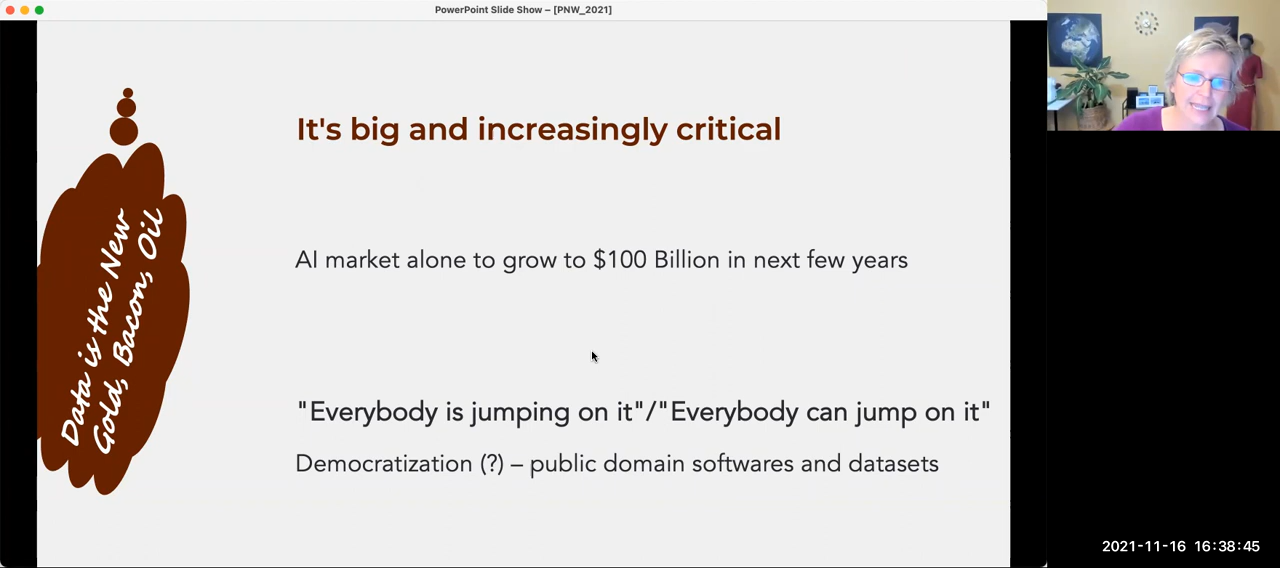 PowerPoint Slide Show – [PNW_2021]
It's big and increasingly critical
Data is the New
Gold, Bacon, Oil
AI market alone to grow to $100 Billion in next few years
"Everybody is jumping on it"/"Everybody can jump on it"
Democratization (?) – public domain softwares and datasets
2021-11-16 16:38:45